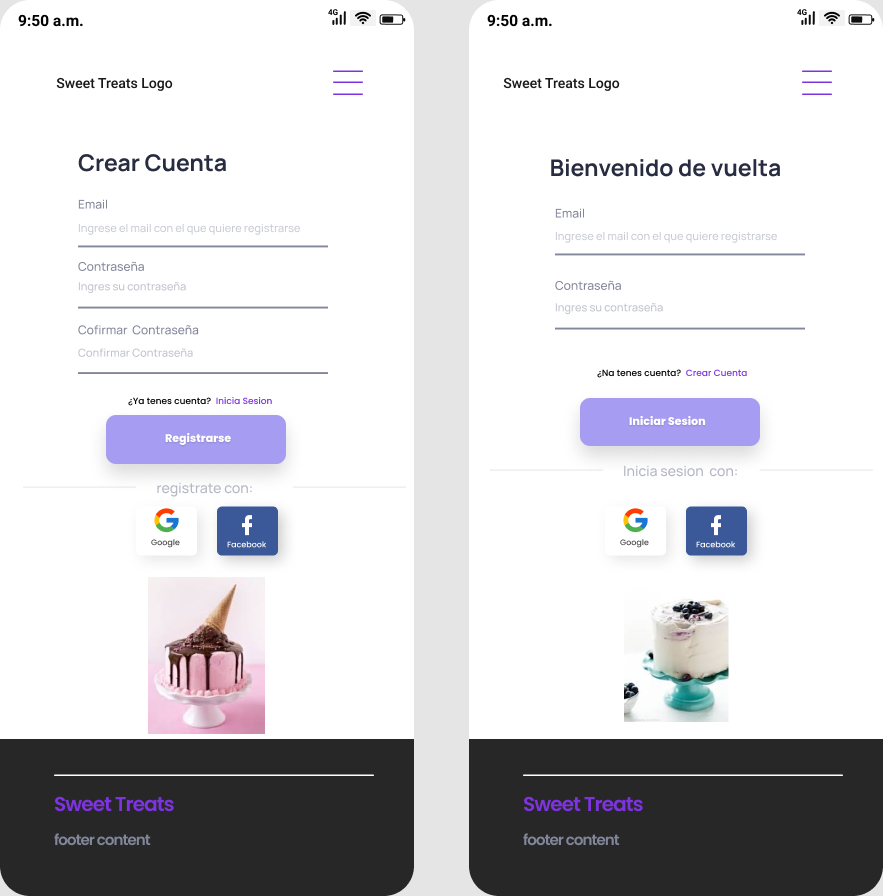 9:50 a.m.
4G
Sweet Treats Logo
Crear Cuenta
Email
Ingrese el mail con el que quiere registrarse
Contraseña
Ingres su contraseña
Cofirmar Contraseña
Confirmar Contraseña
¿Ya tenes cuenta? Inicia Sesion
Registrarse
registrate con:
Google
Facebook
Sweet Treats
footer content
9:50 a.m.
4G
Sweet Treats Logo
Bienvenido de vuelta
Email
Ingrese el mail con el que quiere registrarse
Contraseña
Ingres su contraseña
¿Na tenes cuenta? Crear Cuenta
Iniciar Sesion
Inicia sesion con:
Google
Facebook
Sweet Treats
footer content